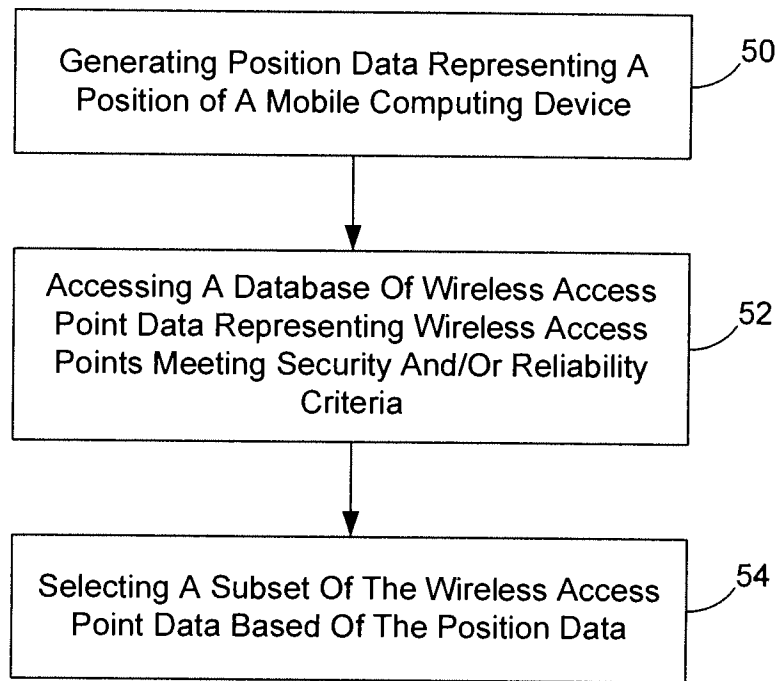 Generating Position Data Representing A
Position of A Mobile Computing Device
50
Accessing A Database Of Wireless Access
Point Data Representing Wireless Access
Points Meeting Security And/Or Reliability
Criteria
52
Selecting A Subset Of The Wireless Access
Point Data Based Of The Position Data
54